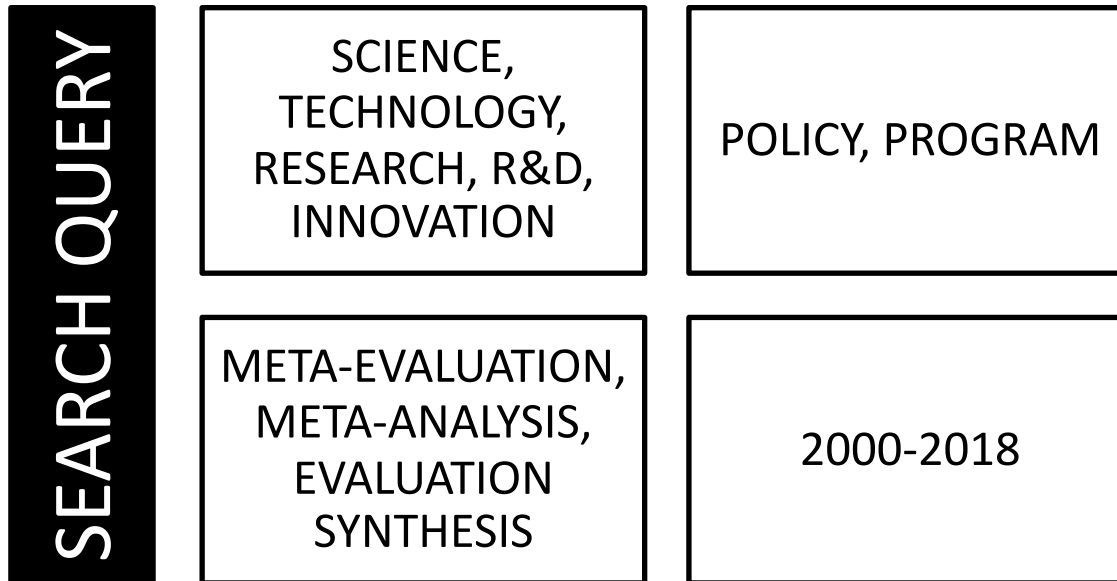 SEARCH QUERY
SCIENCE,
TECHNOLOGY,
RESEARCH, R&D,
INNOVATION
POLICY, PROGRAM
META-EVALUATION,
META-ANALYSIS,
EVALUATION
SYNTHESIS
2000-2018